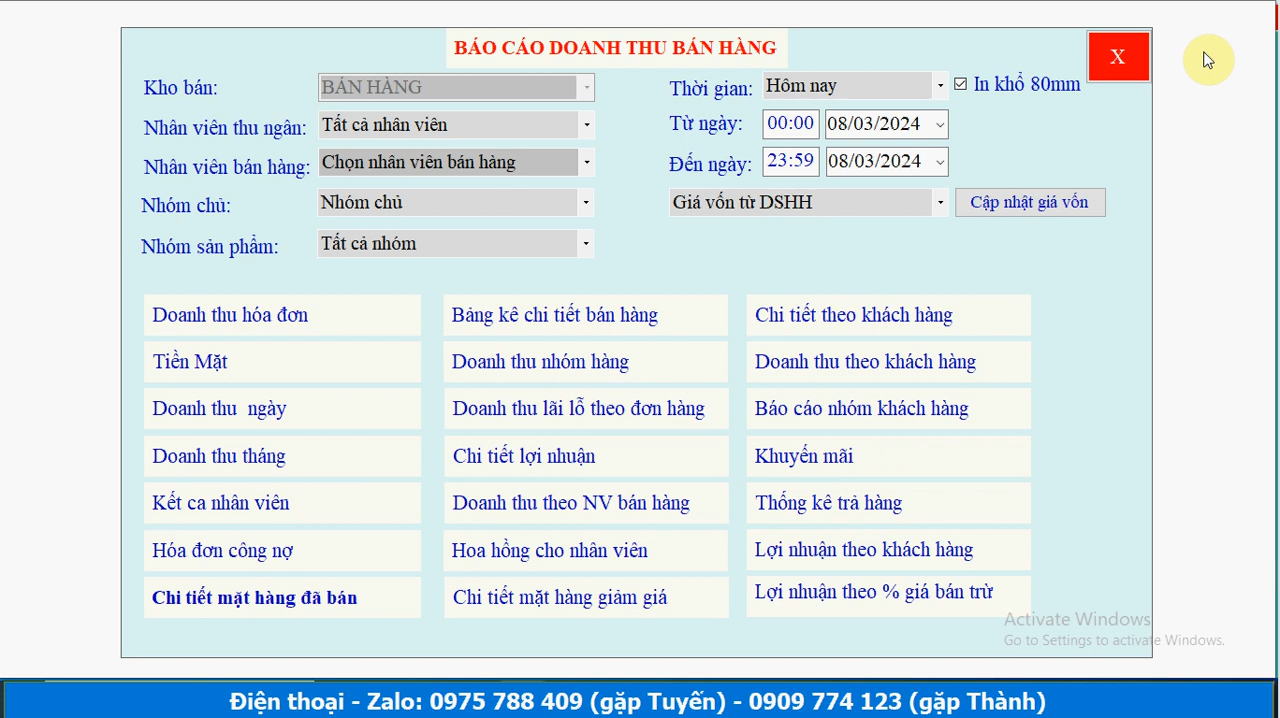 BÁO CÁO DOANH THU BÁN HÀNG
X
Kho bán: BÁN HÀNG
Thời gian: Hôm nay In khổ 80mm
Nhân viên thu ngân: Tất cả nhân viên
Từ ngày: 00:00 08/03/2024
Nhân viên bán hàng: Chọn nhân viên bán hàng
Đến ngày: 23:59 08/03/2024
Nhóm chủ: Nhóm chủ
Giá vốn từ DSHH Cập nhật giá vốn
Nhóm sản phẩm: Tất cả nhóm
Doanh thu hóa đơn Bảng kê chi tiết bán hàng Chi tiết theo khách hàng
Tiền Mặt Doanh thu nhóm hàng Doanh thu theo khách hàng
Doanh thu ngày Doanh thu lãi lỗ theo đơn hàng Báo cáo nhóm khách hàng
Doanh thu tháng Chi tiết lợi nhuận Khuyến mãi
Kết ca nhân viên Doanh thu theo NV bán hàng Thống kê trả hàng
Hóa đơn công nợ Hoa hồng cho nhân viên Lợi nhuận theo khách hàng
Chi tiết mặt hàng đã bán Chi tiết mặt hàng giảm giá Lợi nhuận theo % giá bán trừ
Activate Windows
Go to Settings to activate Windows.
Điện thoại - Zalo: 0975 788 409 (gặp Tuyến) - 0909 774 123 (gặp Thành)